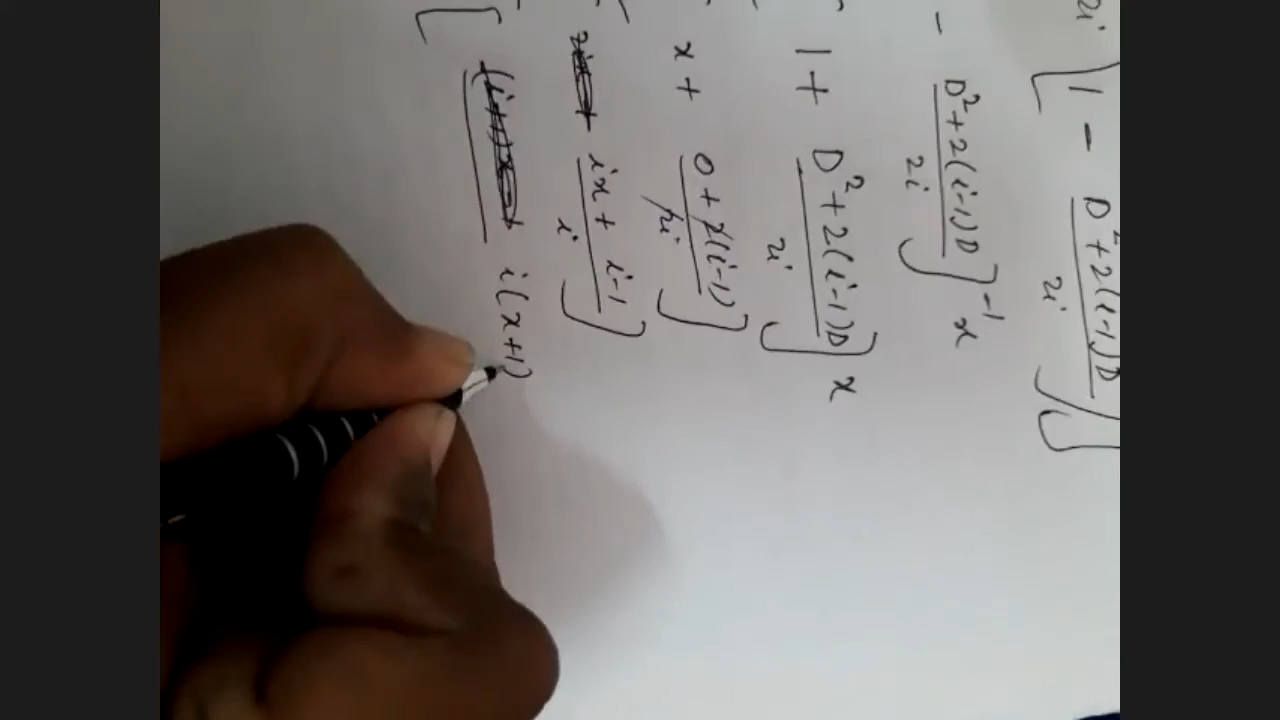 2i [ 1 - D²+2(i-1)D / 2i ]
- D²+2(i-1)D / 2i ]⁻¹ x
1 + D²+2(i-1)D / 2i ] x
x + 0+2(i-1) / 2i ]
ix + i-1 / i ]
[ i(x+1)